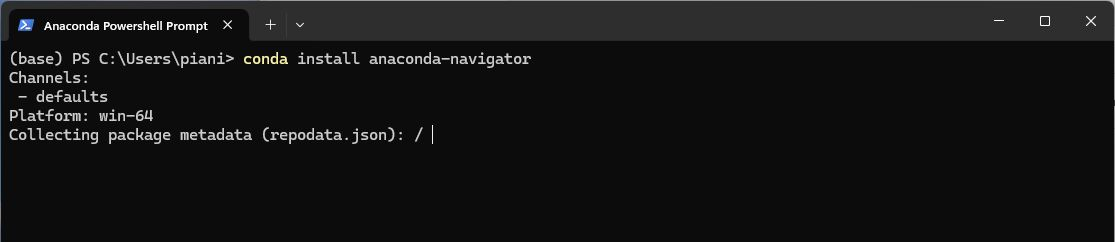 Anaconda Powershell Prompt
(base) PS C:\Users\piani> conda install anaconda-navigator
Channels:
 - defaults
Platform: win-64
Collecting package metadata (repodata.json): /